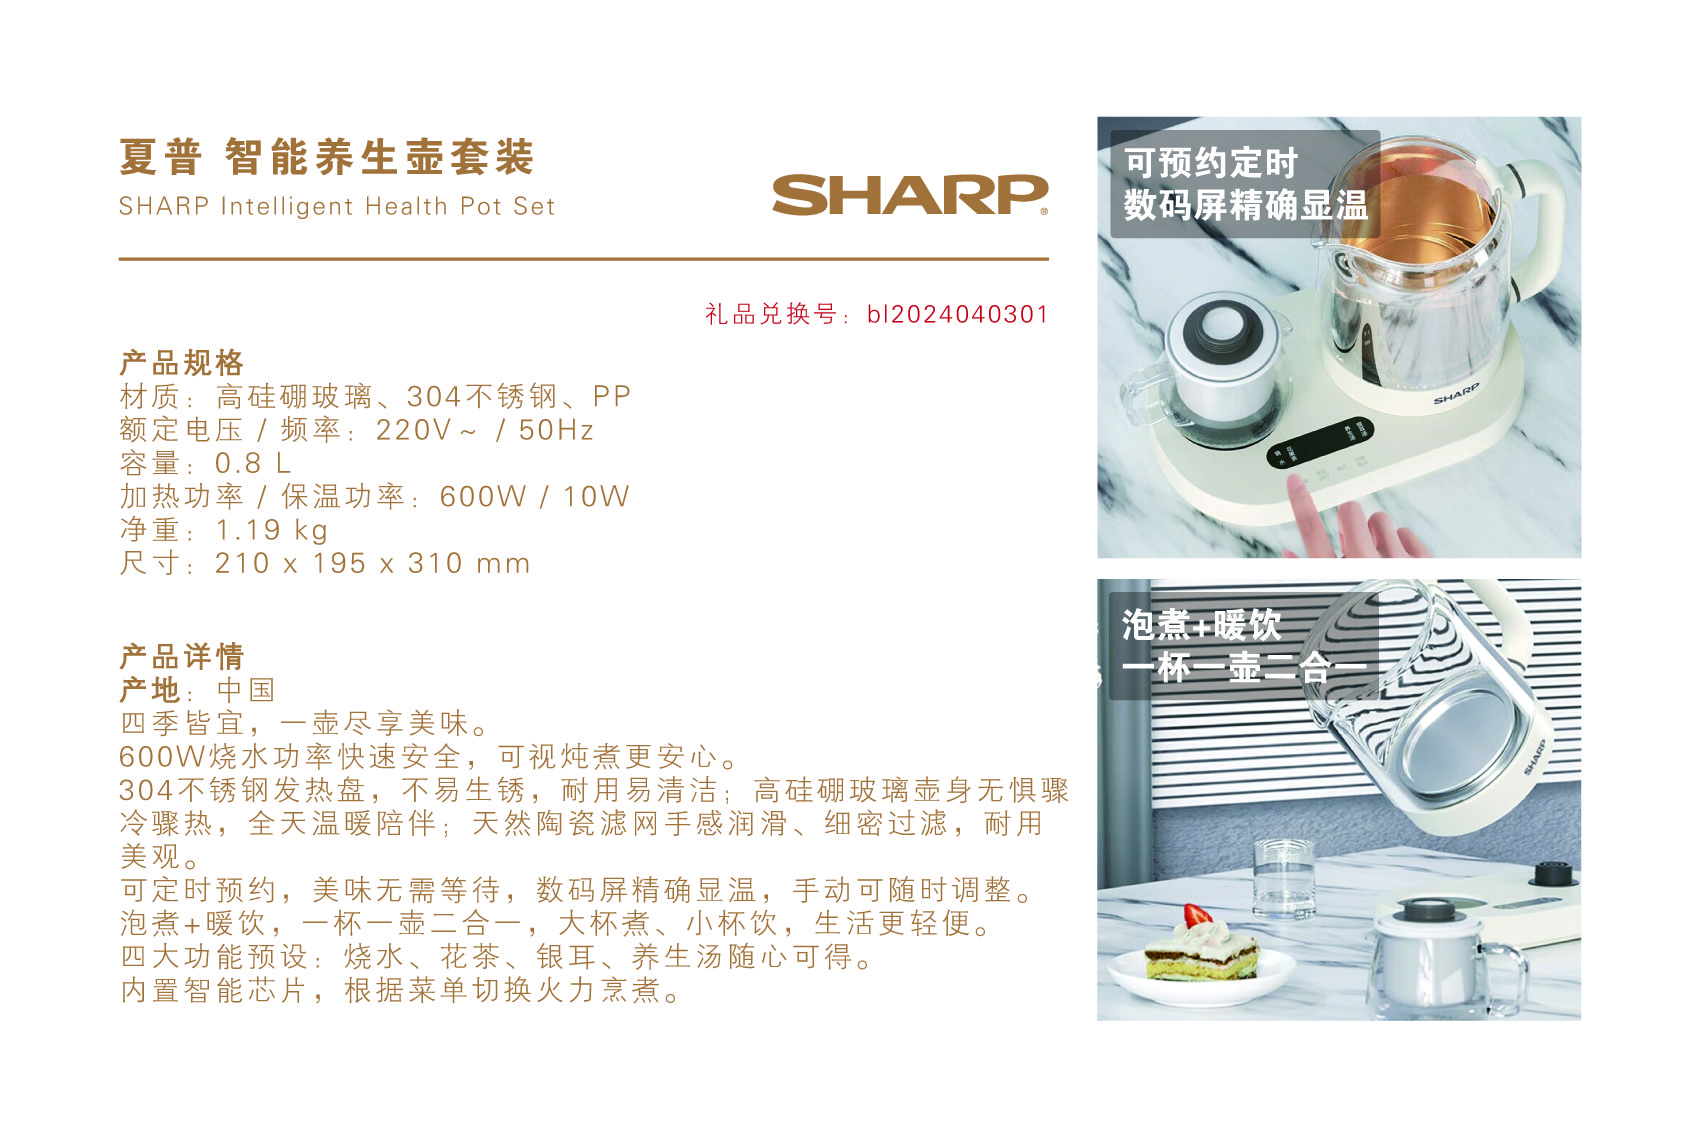 夏普 智能养生壶套装
SHARP Intelligent Health Pot Set
SHARP®
礼品兑换号：bl2024040301
产品规格
材质：高硅硼玻璃、304不锈钢、PP
额定电压 / 频率：220V～ / 50Hz
容量：0.8 L
加热功率 / 保温功率：600W / 10W
净重：1.19 kg
尺寸：210 x 195 x 310 mm
产品详情
产地：中国
四季皆宜，一壶尽享美味。
600W烧水功率快速安全，可视炖煮更安心。
304不锈钢发热盘，不易生锈，耐用易清洁；高硅硼玻璃壶身无惧骤
冷骤热，全天温暖陪伴；天然陶瓷滤网手感润滑、细密过滤，耐用
美观。
可定时预约，美味无需等待，数码屏精确显温，手动可随时调整。
泡煮+暖饮，一杯一壶二合一，大杯煮、小杯饮，生活更轻便。
四大功能预设：烧水、花茶、银耳、养生汤随心可得。
内置智能芯片，根据菜单切换火力烹煮。
可预约定时
数码屏精确显温
SHARP
泡煮+暖饮
一杯一壶二合一
SHARP